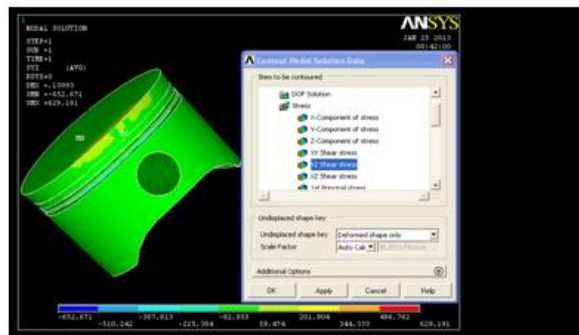 1
NODAL SOLUTION
STEP=1
SUB =1
TIME=1
SYZ (AVG)
RSYS=0
DMX =.13993
SMN =-652.671
SMX =629.191
ANSYS
JAN 25 2013
08:42:00
MN
Contour Nodal Solution Data
Item to be contoured
DOF Solution
Stress
X-Component of stress
Y-Component of stress
Z-Component of stress
XY Shear stress
YZ Shear stress
XZ Shear stress
1st Principal stress
Undisplaced shape key
Undisplaced shape key Deformed shape only
Scale Factor Auto Calc
Additional Options
OK Apply Cancel Help
-652.671 -367.813 -82.953 201.904 486.762
-510.242 -225.384 59.474 344.333 629.191